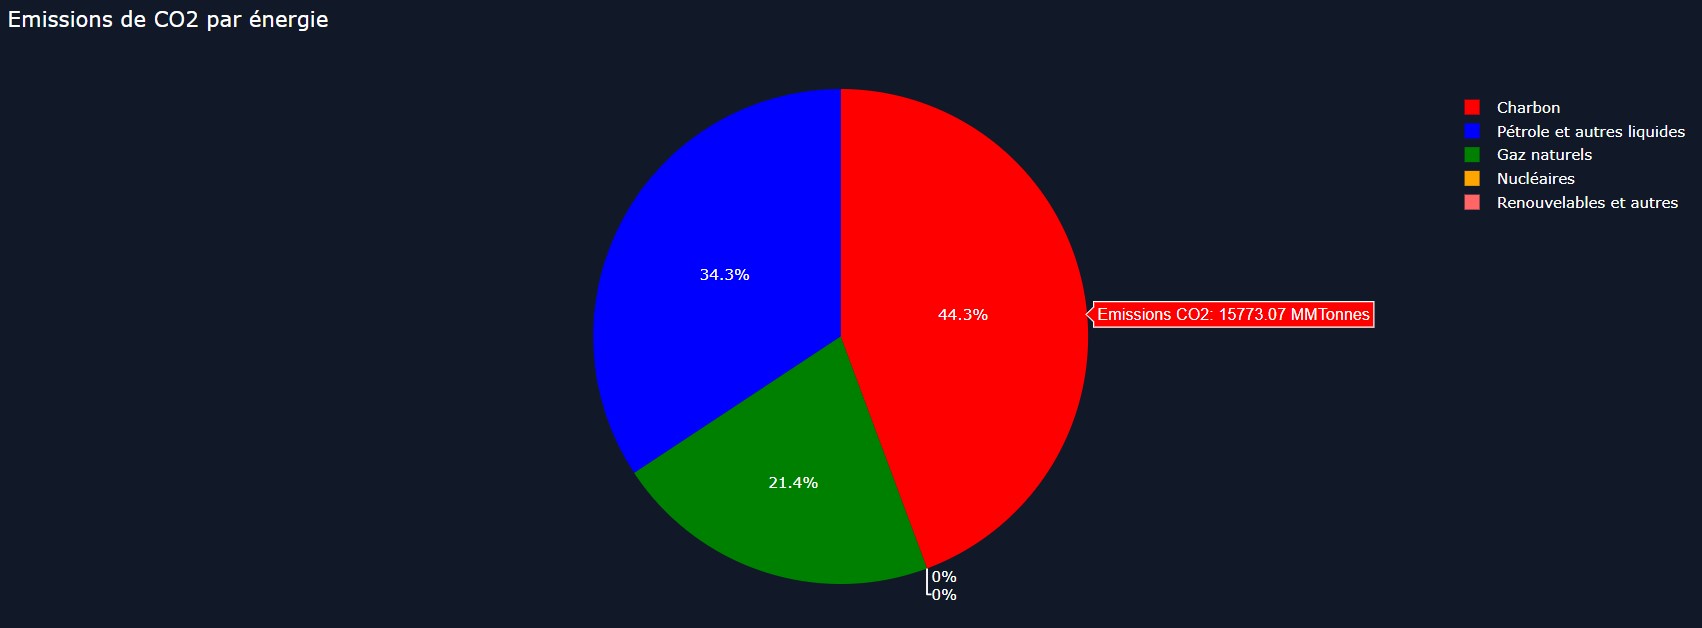 Emissions de CO2 par énergie
Charbon
Pétrole et autres liquides
Gaz naturels
Nucléaires
Renouvelables et autres
34.3%
44.3%
Emissions CO2: 15773.07 MMTonnes
21.4%
0%
0%